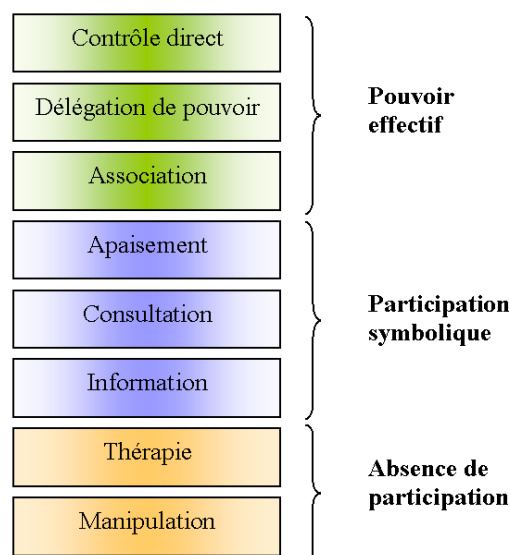 Contrôle direct
Délégation de pouvoir
Association
Pouvoir
effectif
Apaisement
Consultation
Information
Participation
symbolique
Thérapie
Manipulation
Absence de
participation